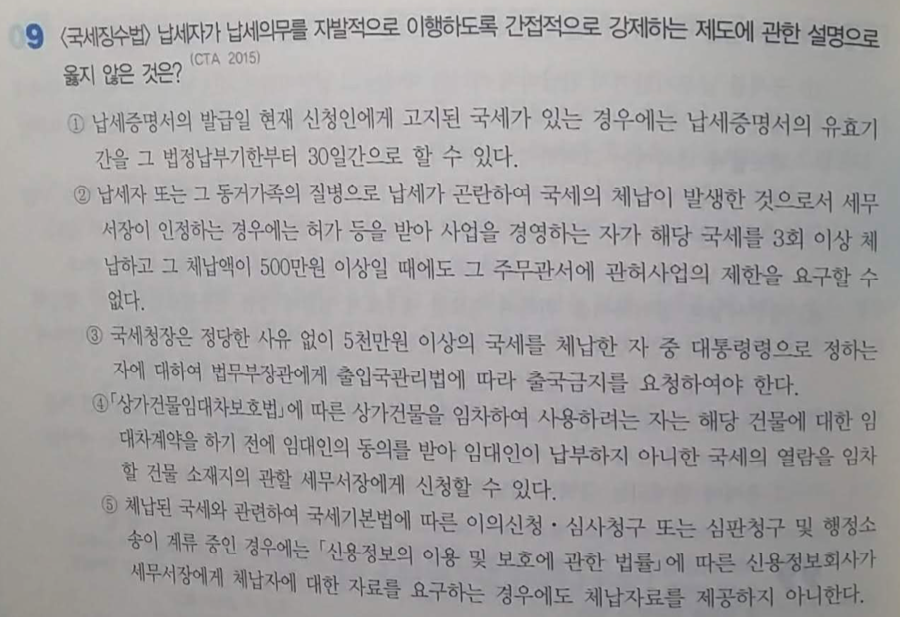 09 〈국세징수법〉 납세자가 납세의무를 자발적으로 이행하도록 간접적으로 강제하는 제도에 관한 설명으로
옳지 않은 것은? (CTA 2015)
① 납세증명서의 발급일 현재 신청인에게 고지된 국세가 있는 경우에는 납세증명서의 유효기
간을 그 법정납부기한부터 30일간으로 할 수 있다.
② 납세자 또는 그 동거가족의 질병으로 납세가 곤란하여 국세의 체납이 발생한 것으로서 세무
서장이 인정하는 경우에는 허가 등을 받아 사업을 경영하는 자가 해당 국세를 3회 이상 체
납하고 그 체납액이 500만원 이상일 때에도 그 주무관서에 관허사업의 제한을 요구할 수
없다.
③ 국세청장은 정당한 사유 없이 5천만원 이상의 국세를 체납한 자 중 대통령령으로 정하는
자에 대하여 법무부장관에게 출입국관리법에 따라 출국금지를 요청하여야 한다.
④ 「상가건물임대차보호법」에 따른 상가건물을 임차하여 사용하려는 자는 해당 건물에 대한 임
대차계약을 하기 전에 임대인의 동의를 받아 임대인이 납부하지 아니한 국세의 열람을 임차
할 건물 소재지의 관할 세무서장에게 신청할 수 있다.
⑤ 체납된 국세와 관련하여 국세기본법에 따른 이의신청·심사청구 또는 심판청구 및 행정소
송이 계류 중인 경우에는 「신용정보의 이용 및 보호에 관한 법률」에 따른 신용정보회사가
세무서장에게 체납자에 대한 자료를 요구하는 경우에도 체납자료를 제공하지 아니한다.